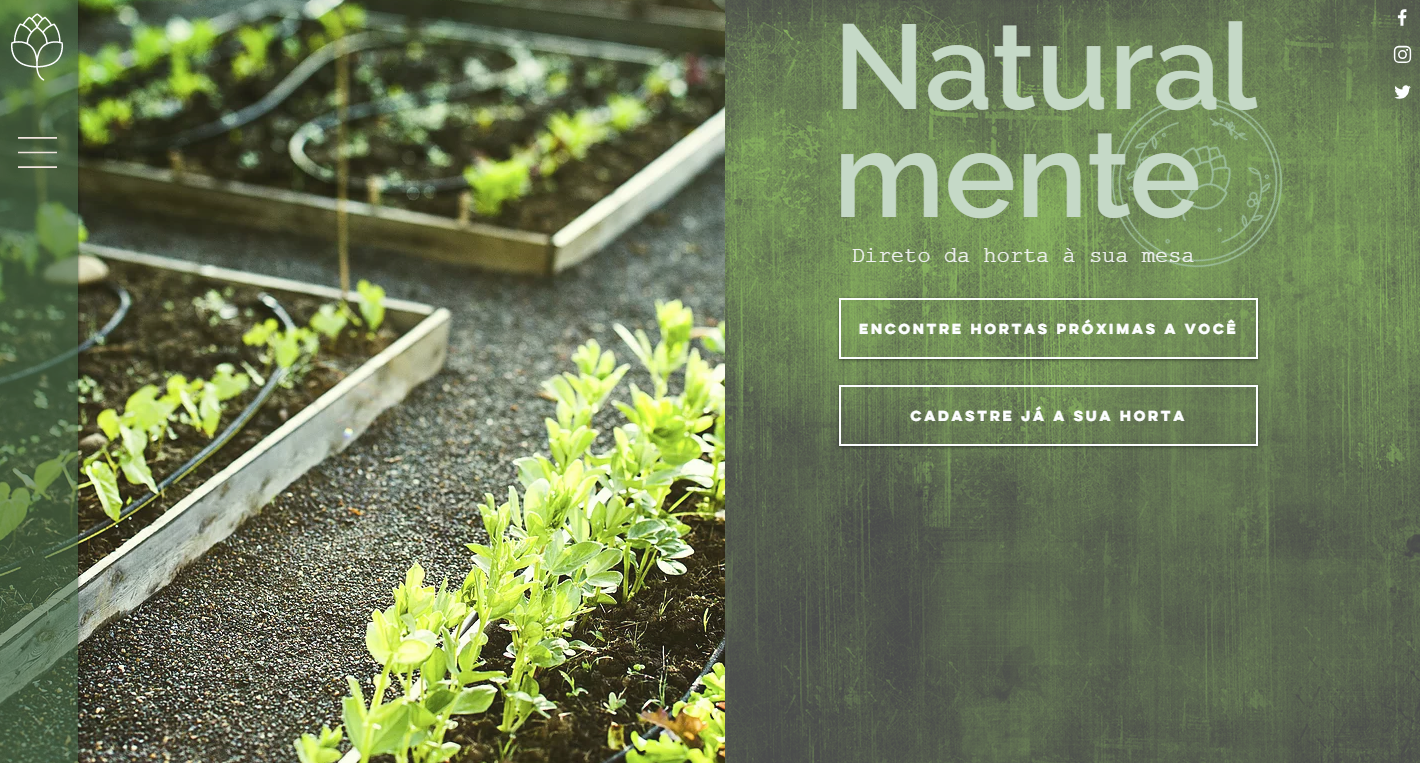 Natural
mente
Direto da horta à sua mesa
ENCONTRE HORTAS PRÓXIMAS A VOCÊ
CADASTRE JÁ A SUA HORTA